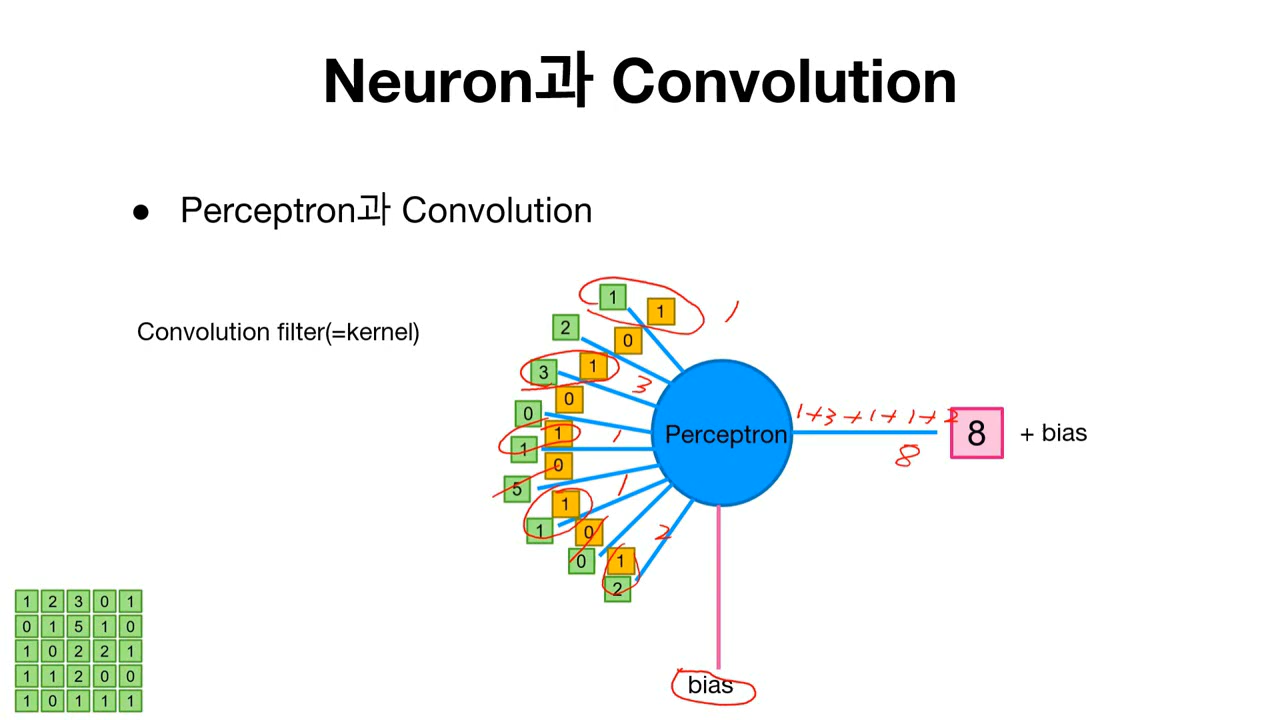 Neuron과 Convolution
● Perceptron과 Convolution
Convolution filter(=kernel)
1
1
1
2
0
3
1
3
0
0
1
1
1
5
0
1
1
1
0
0
2
1
2
Perceptron
1+3+1+1+2
8
8
+ bias
bias
1 2 3 0 1
0 1 5 1 0
1 0 2 2 1
1 1 2 0 0
1 0 1 1 1